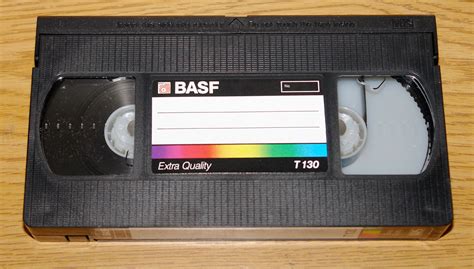 BASF
No
Extra Quality
T 130